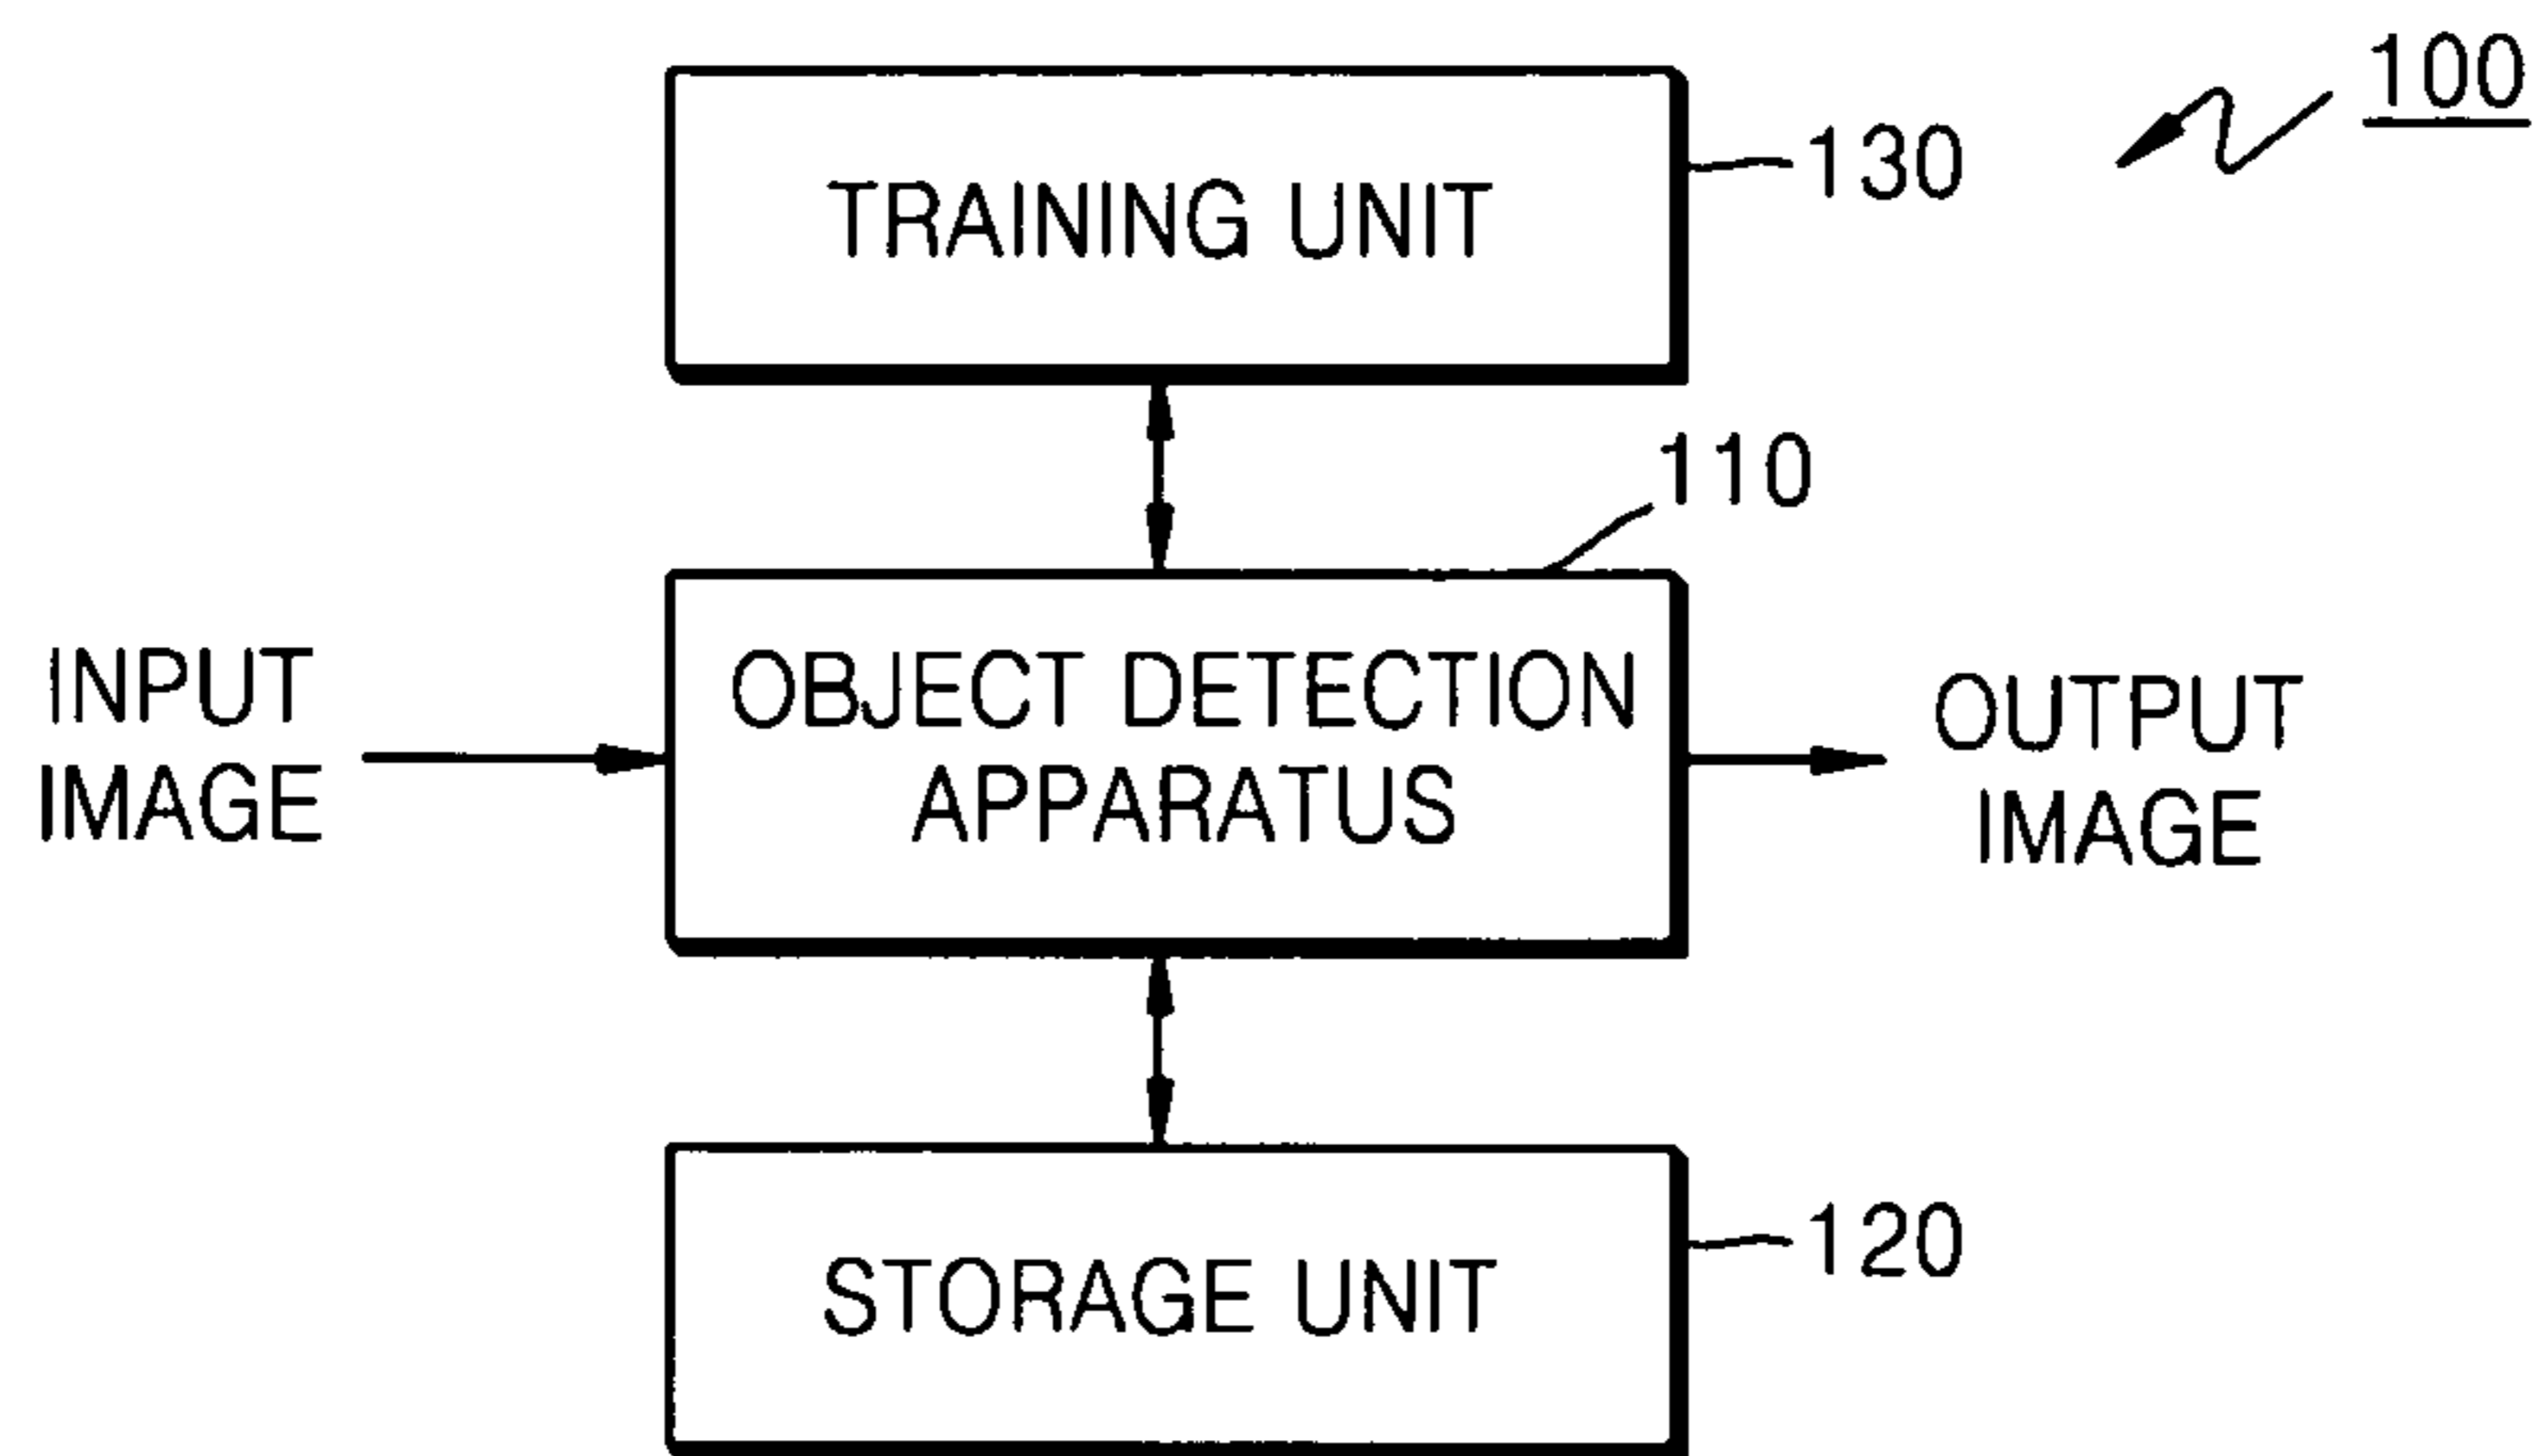 100
130
TRAINING UNIT
110
INPUT
IMAGE
OBJECT DETECTION
APPARATUS
OUTPUT
IMAGE
120
STORAGE UNIT